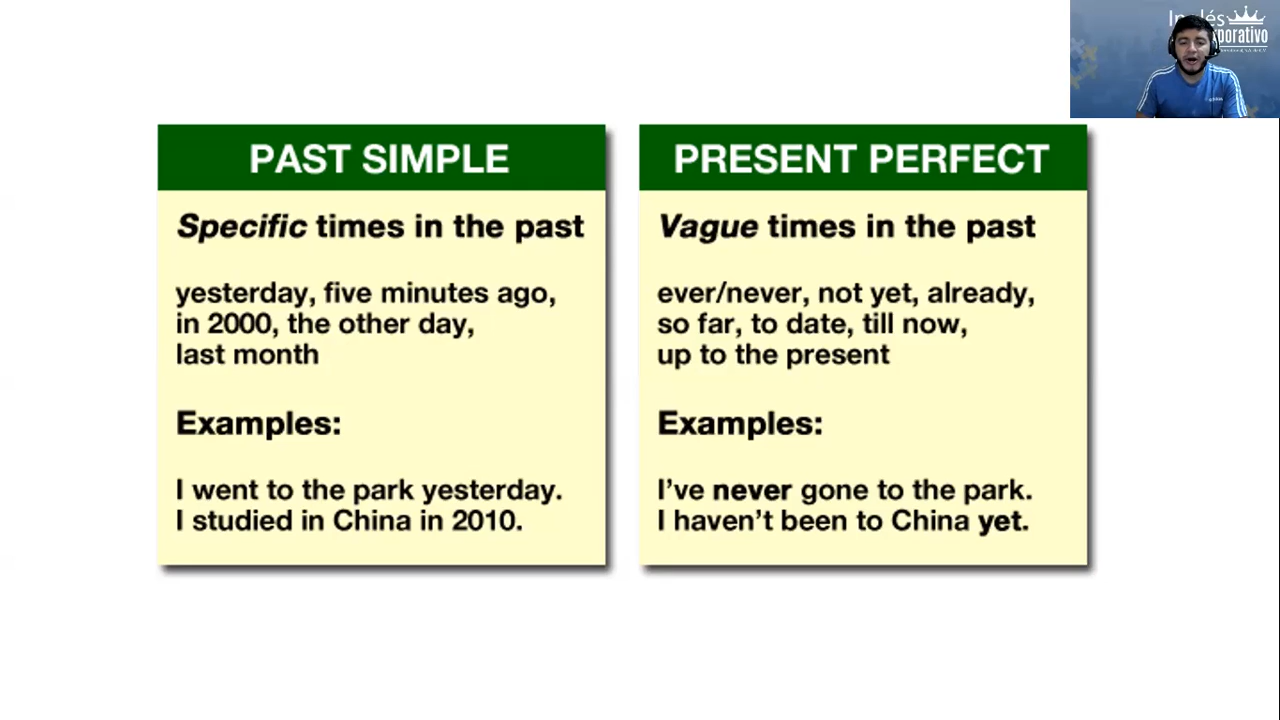 Inglés
PAST SIMPLE
Specific times in the past
yesterday, five minutes ago,
in 2000, the other day,
last month
Examples:
I went to the park yesterday.
I studied in China in 2010.
PRESENT PERFECT
Vague times in the past
ever/never, not yet, already,
so far, to date, till now,
up to the present
Examples:
I've never gone to the park.
I haven't been to China yet.